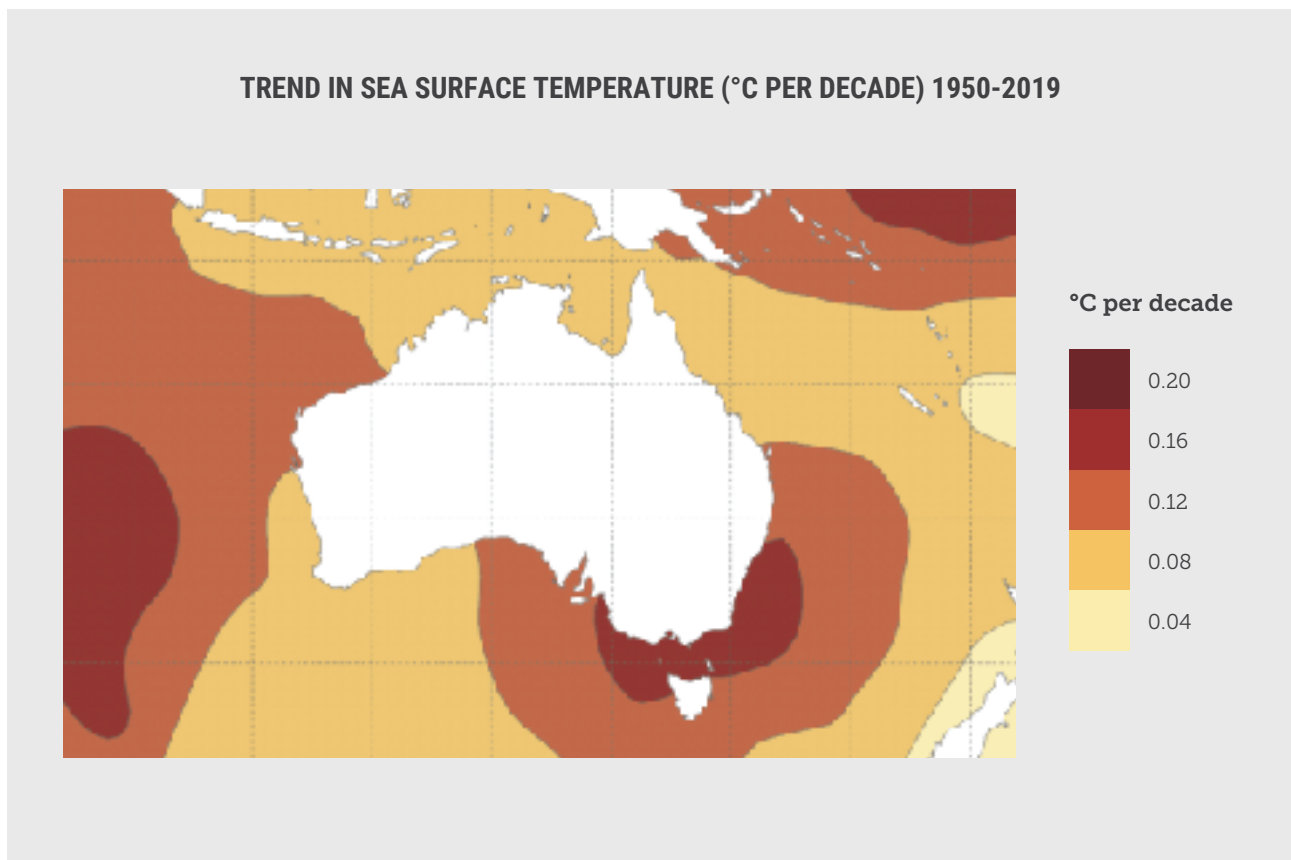 TREND IN SEA SURFACE TEMPERATURE (°C PER DECADE) 1950-2019
°C per decade
0.20
0.16
0.12
0.08
0.04